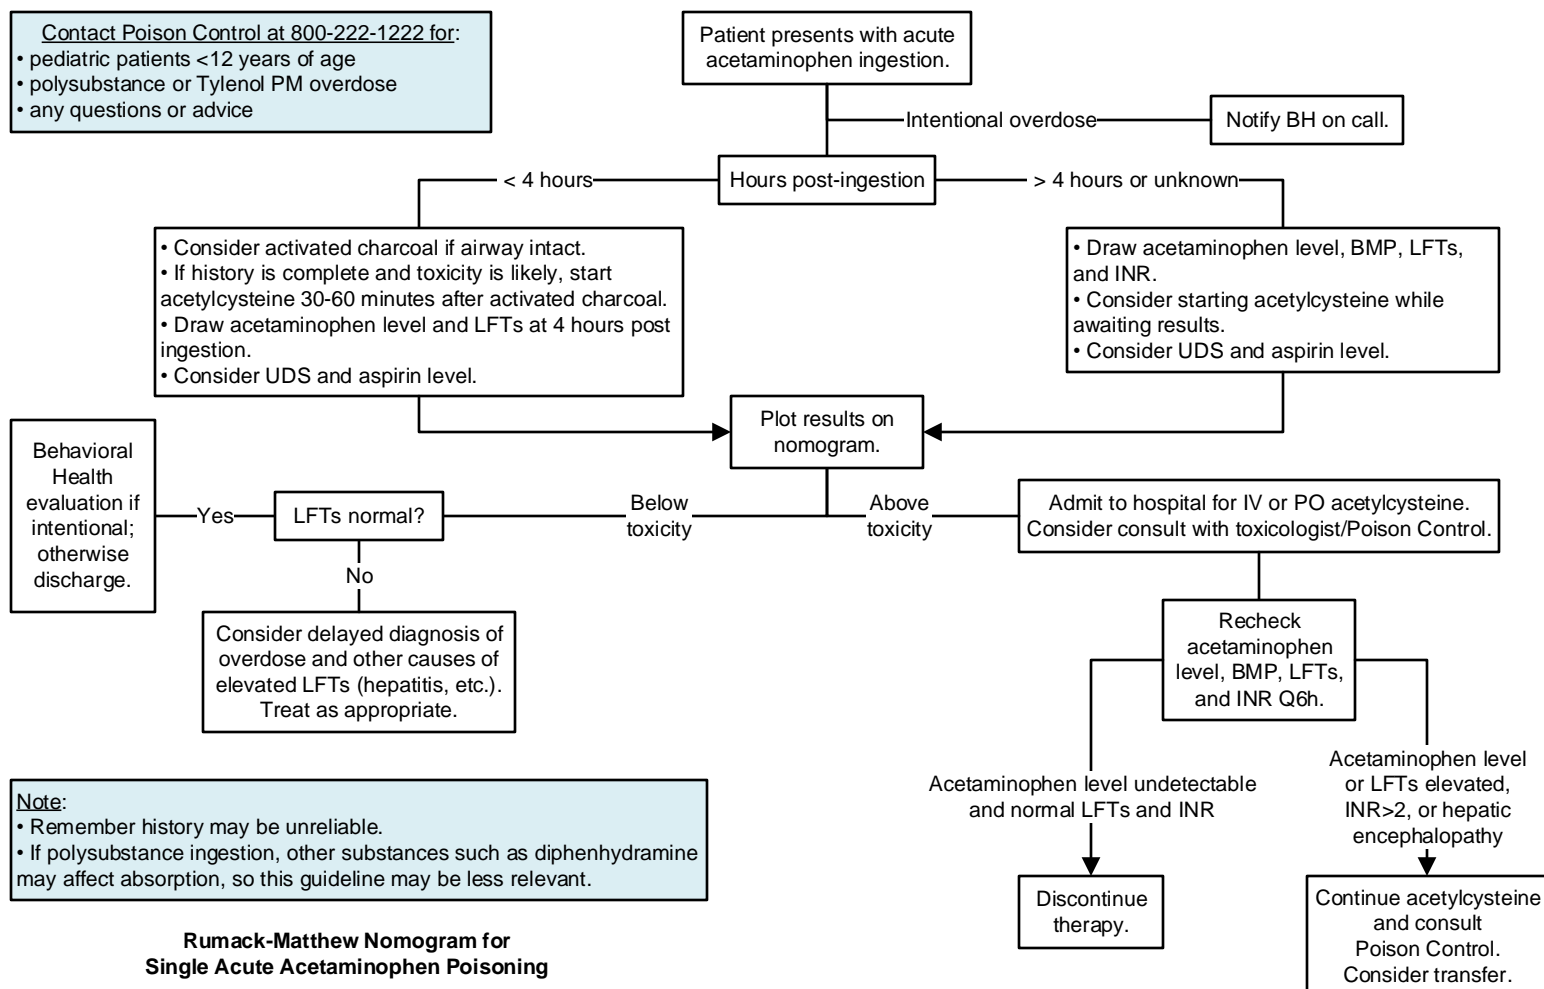 Contact Poison Control at 800-222-1222 for:
• pediatric patients <12 years of age
• polysubstance or Tylenol PM overdose
• any questions or advice
Patient presents with acute
acetaminophen ingestion.
Intentional overdose
Notify BH on call.
Hours post-ingestion
< 4 hours
> 4 hours or unknown
• Consider activated charcoal if airway intact.
• If history is complete and toxicity is likely, start
acetylcysteine 30-60 minutes after activated charcoal.
• Draw acetaminophen level and LFTs at 4 hours post
ingestion.
• Consider UDS and aspirin level.
• Draw acetaminophen level, BMP, LFTs,
and INR.
• Consider starting acetylcysteine while
awaiting results.
• Consider UDS and aspirin level.
Plot results on
nomogram.
Below
toxicity
Above
toxicity
LFTs normal?
Yes
Behavioral
Health
evaluation if
intentional;
otherwise
discharge.
No
Consider delayed diagnosis of
overdose and other causes of
elevated LFTs (hepatitis, etc.).
Treat as appropriate.
Admit to hospital for IV or PO acetylcysteine.
Consider consult with toxicologist/Poison Control.
Recheck
acetaminophen
level, BMP, LFTs,
and INR Q6h.
Acetaminophen level undetectable
and normal LFTs and INR
Acetaminophen level
or LFTs elevated,
INR>2, or hepatic
encephalopathy
Discontinue
therapy.
Continue acetylcysteine
and consult
Poison Control.
Consider transfer.
Note:
• Remember history may be unreliable.
• If polysubstance ingestion, other substances such as diphenhydramine
may affect absorption, so this guideline may be less relevant.
Rumack-Matthew Nomogram for
Single Acute Acetaminophen Poisoning